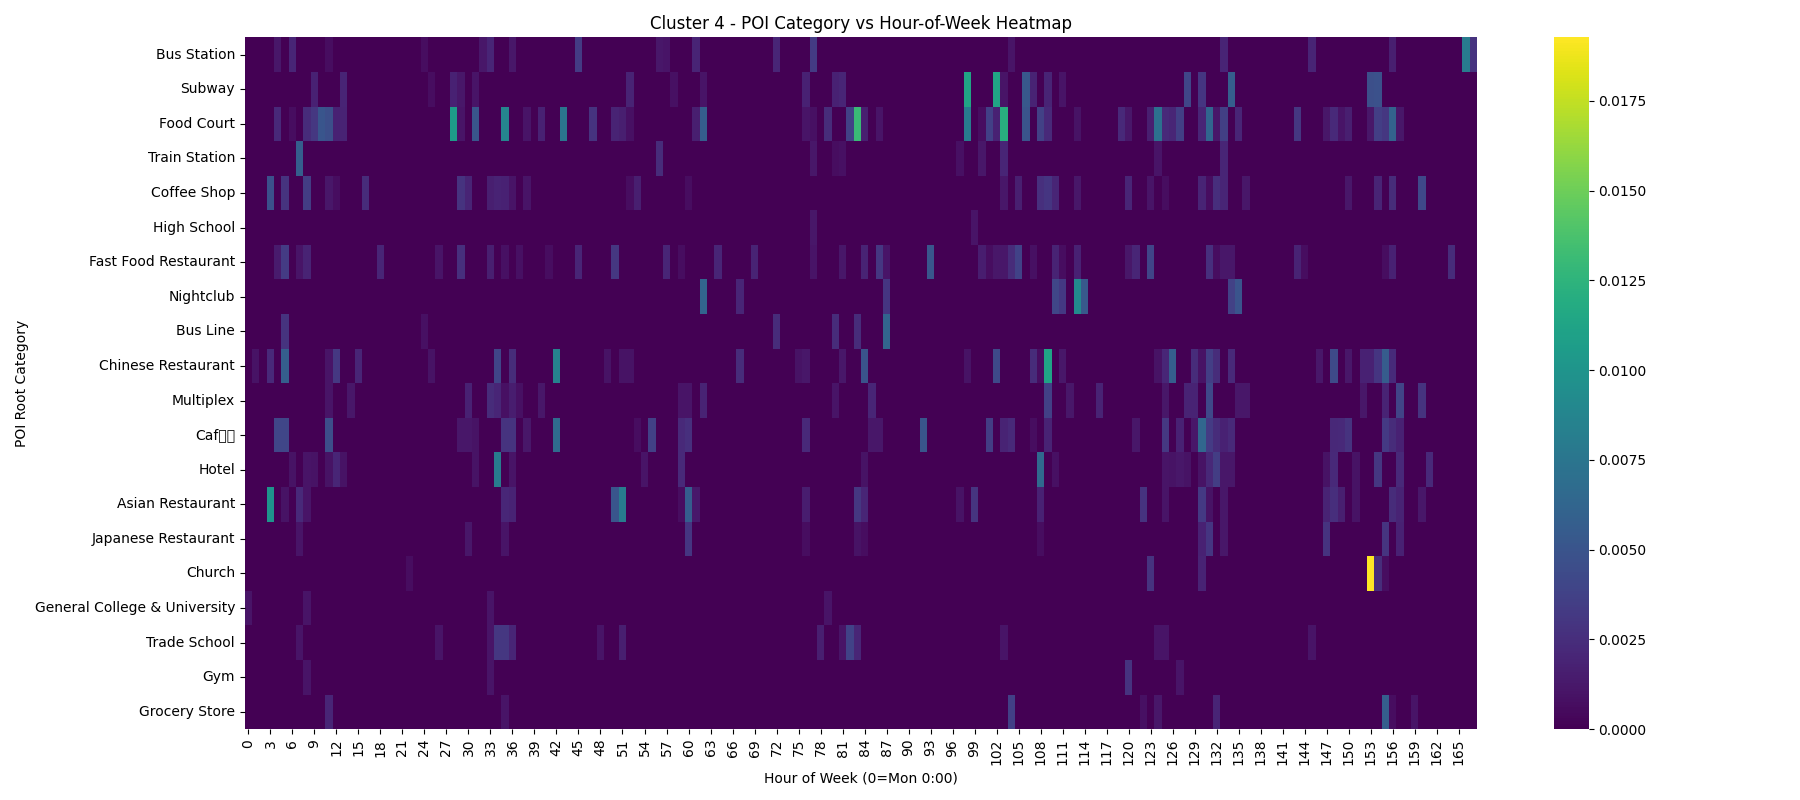 Cluster 4 - POI Category vs Hour-of-Week Heatmap
POI Root Category
Bus Station
Subway
Food Court
Train Station
Coffee Shop
High School
Fast Food Restaurant
Nightclub
Bus Line
Chinese Restaurant
Multiplex
Caf▯▯
Hotel
Asian Restaurant
Japanese Restaurant
Church
General College & University
Trade School
Gym
Grocery Store
0 3 6 9 12 15 18 21 24 27 30 33 36 39 42 45 48 51 54 57 60 63 66 69 72 75 78 81 84 87 90 93 96 99 102 105 108 111 114 117 120 123 126 129 132 135 138 141 144 147 150 153 156 159 162 165
Hour of Week (0=Mon 0:00)
0.0175
0.0150
0.0125
0.0100
0.0075
0.0050
0.0025
0.0000